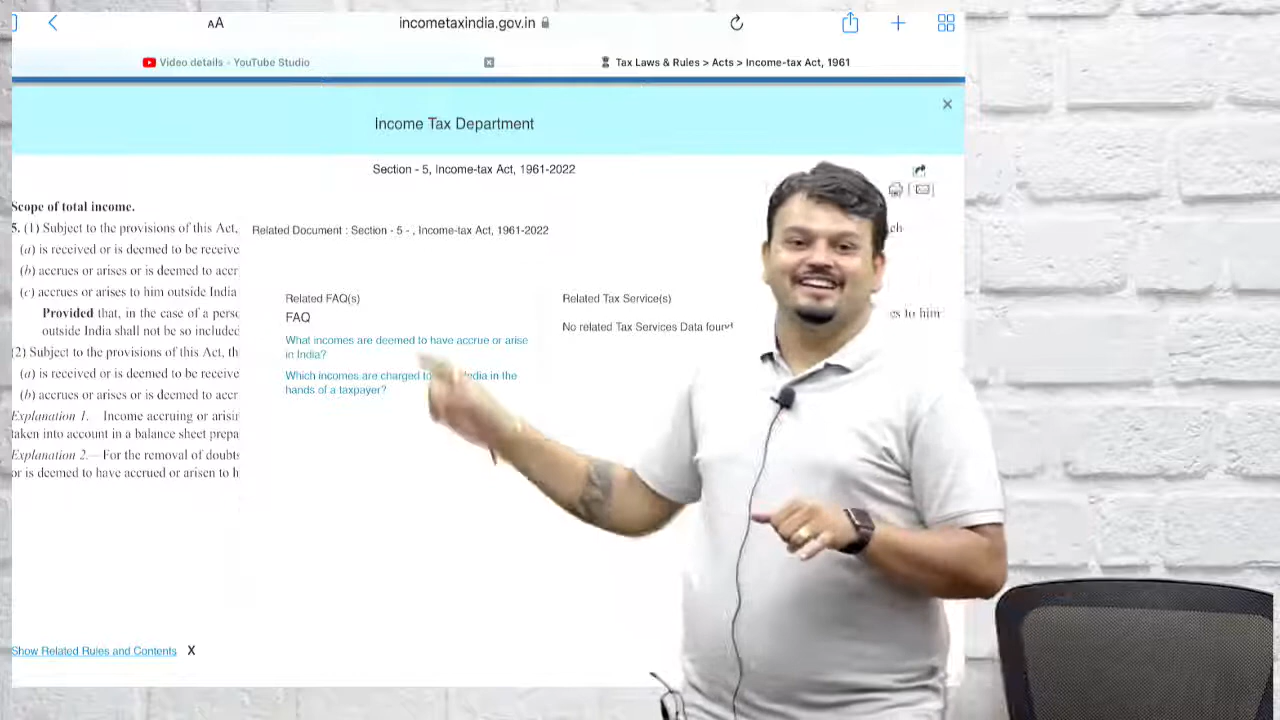 AA
incometaxindia.gov.in
Video details - YouTube Studio
Tax Laws & Rules > Acts > Income-tax Act, 1961
Income Tax Department
Section - 5, Income-tax Act, 1961-2022
Scope of total income.
5. (1) Subject to the provisions of this Act,
(a) is received or is deemed to be receive
(b) accrues or arises or is deemed to accr
(c) accrues or arises to him outside India
Provided that, in the case of a perso
outside India shall not be so included
(2) Subject to the provisions of this Act, th
(a) is received or is deemed to be receive
(b) accrues or arises or is deemed to accr
Explanation 1. Income accruing or arisin
taken into account in a balance sheet prepa
Explanation 2.—For the removal of doubts
or is deemed to have accrued or arisen to h
Related Document : Section - 5 - , Income-tax Act, 1961-2022
Related FAQ(s)
FAQ
What incomes are deemed to have accrue or arise
in India?
Which incomes are charged to India in the
hands of a taxpayer?
Related Tax Service(s)
No related Tax Services Data found
es to him
Show Related Rules and Contents X